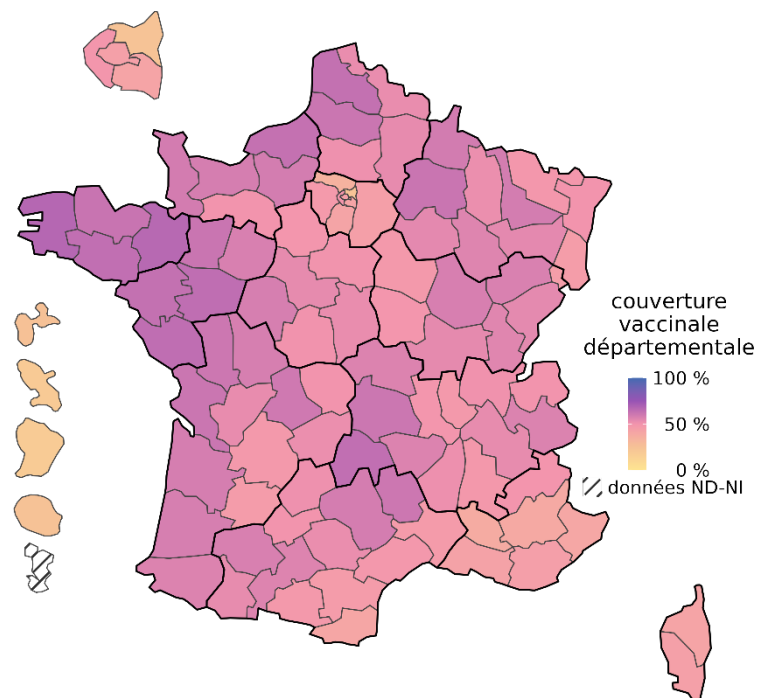 couverture
vaccinale
départementale
100 %
50 %
0 %
données ND-NI